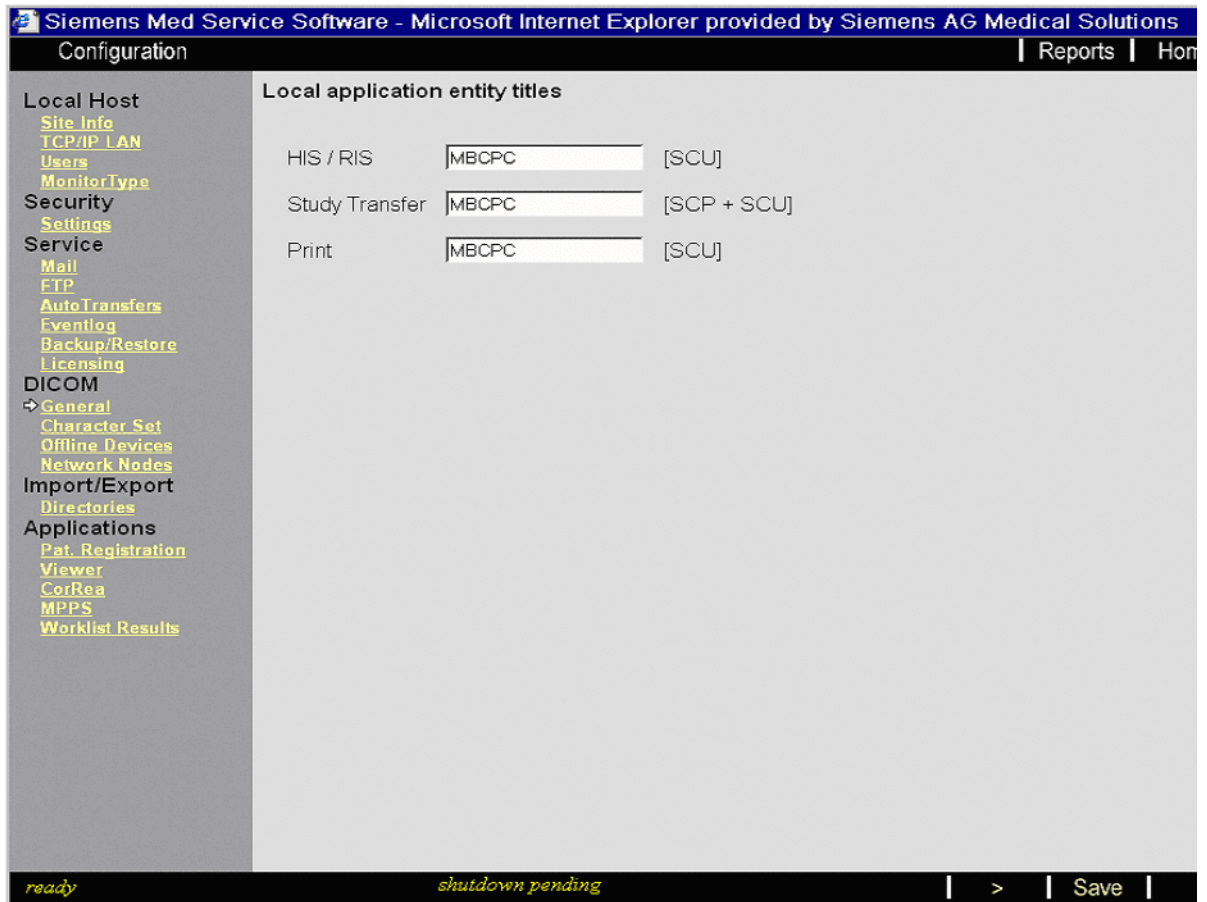 Siemens Med Service Software - Microsoft Internet Explorer provided by Siemens AG Medical Solutions
Configuration | Reports | Hom
Local Host
Site Info
TCP/IP LAN
Users
MonitorType
Security
Settings
Service
Mail
FTP
AutoTransfers
Eventlog
Backup/Restore
Licensing
DICOM
General
Character Set
Offline Devices
Network Nodes
Import/Export
Directories
Applications
Pat. Registration
Viewer
CorRea
MPPS
Worklist Results
Local application entity titles
HIS / RIS MBCPC [SCU]
Study Transfer MBCPC [SCP + SCU]
Print MBCPC [SCU]
ready shutdown pending | > | Save |